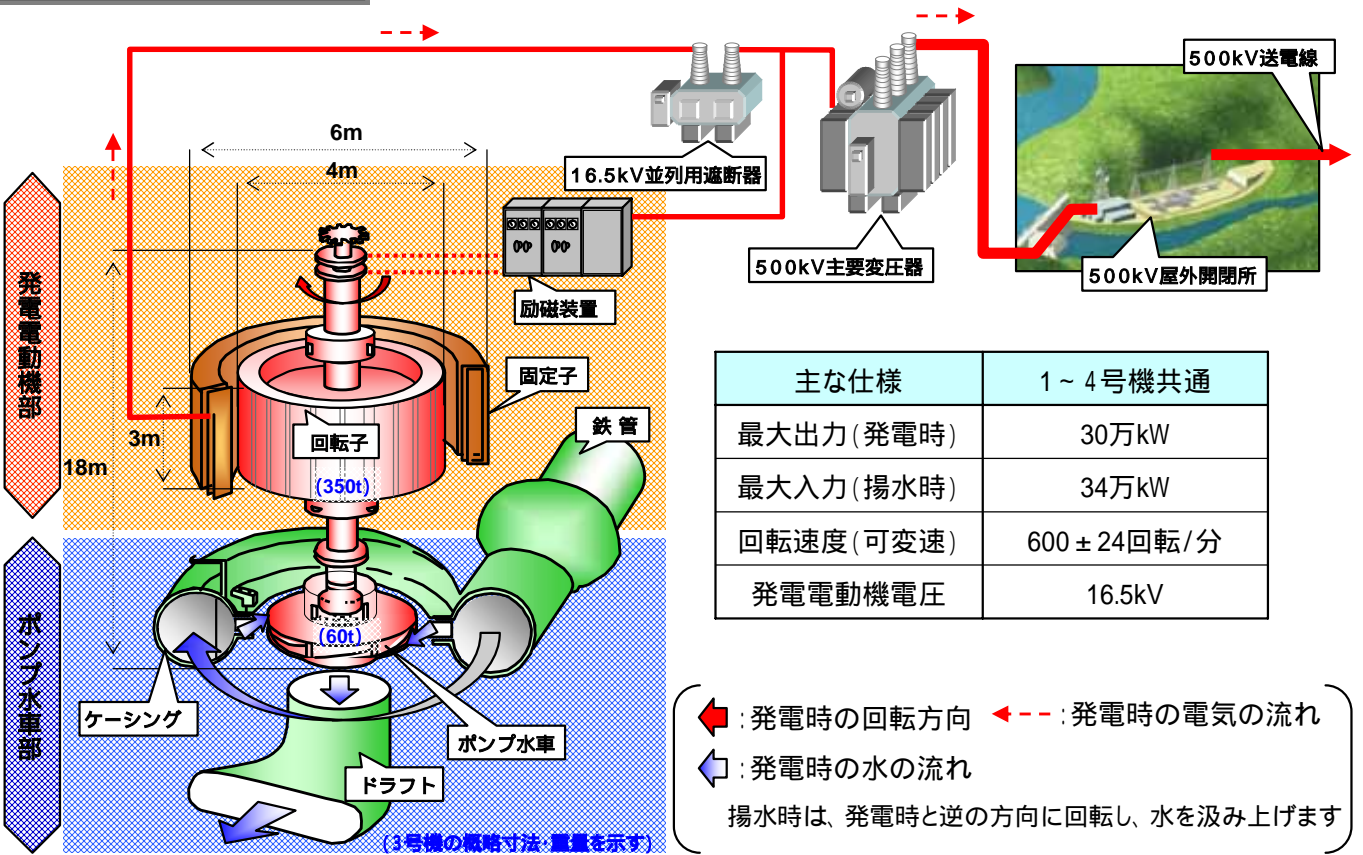 500kV送電線
6m
4m
16.5kV並列用遮断器
500kV主要変圧器
500kV屋外開閉所
発電電動機部
励磁装置
固定子
鉄管
回転子
3m
18m
(350t)
主な仕様 1~4号機共通
最大出力(発電時) 30万kW
最大入力(揚水時) 34万kW
回転速度(可変速) 600±24回転/分
発電電動機電圧 16.5kV
ポンプ水車部
(60t)
ケーシング
ポンプ水車
ドラフト
(3号機の概略寸法・重量を示す)
:発電時の回転方向 :発電時の電気の流れ
:発電時の水の流れ
揚水時は、発電時と逆の方向に回転し、水を汲み上げます